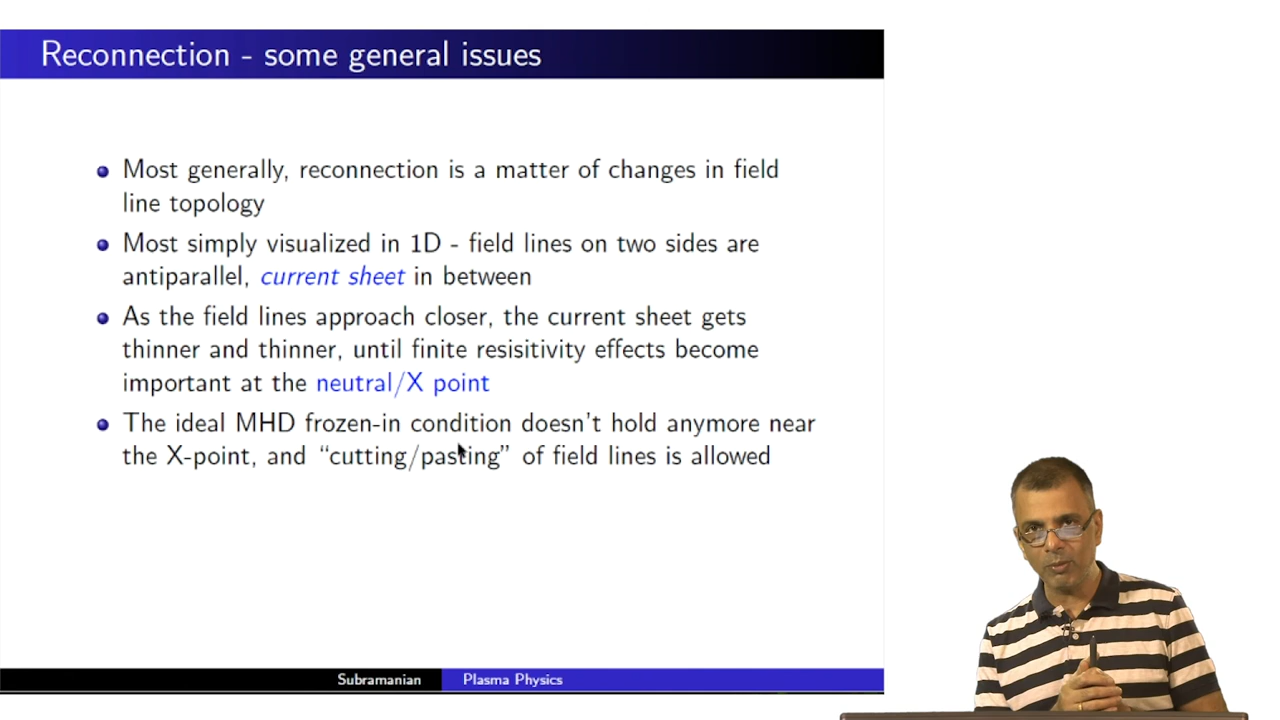 Reconnection - some general issues
Most generally, reconnection is a matter of changes in field
line topology
Most simply visualized in 1D - field lines on two sides are
antiparallel, current sheet in between
As the field lines approach closer, the current sheet gets
thinner and thinner, until finite resisitivity effects become
important at the neutral/X point
The ideal MHD frozen-in condition doesn't hold anymore near
the X-point, and “cutting/pasting” of field lines is allowed
Subramanian
Plasma Physics